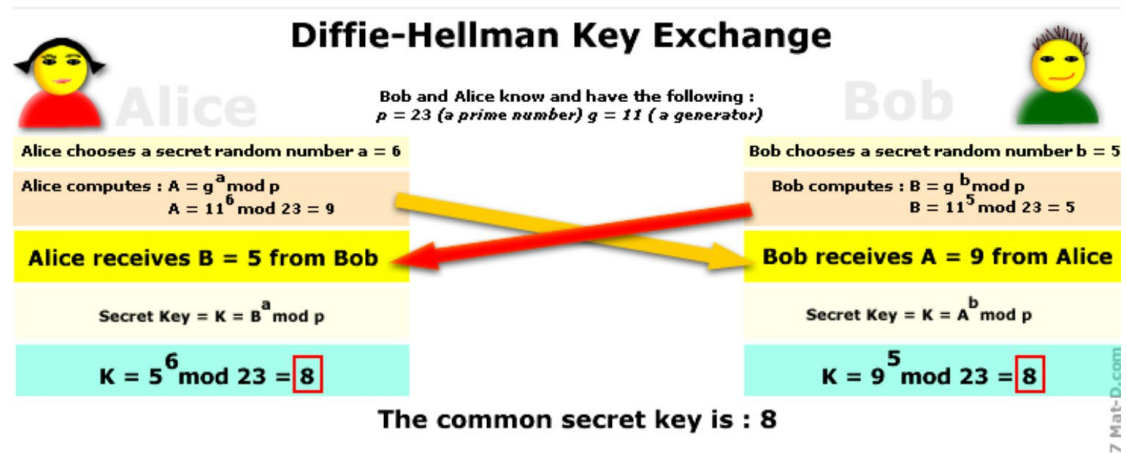 Diffie-Hellman Key Exchange
Alice
Bob
Bob and Alice know and have the following :
p = 23 (a prime number) g = 11 ( a generator)
Alice chooses a secret random number a = 6
Alice computes : A = g^a mod p
A = 11^6 mod 23 = 9
Alice receives B = 5 from Bob
Secret Key = K = B^a mod p
K = 5^6 mod 23 = 8
Bob chooses a secret random number b = 5
Bob computes : B = g^b mod p
B = 11^5 mod 23 = 5
Bob receives A = 9 from Alice
Secret Key = K = A^b mod p
K = 9^5 mod 23 = 8
The common secret key is : 8
7 Mat-D.com